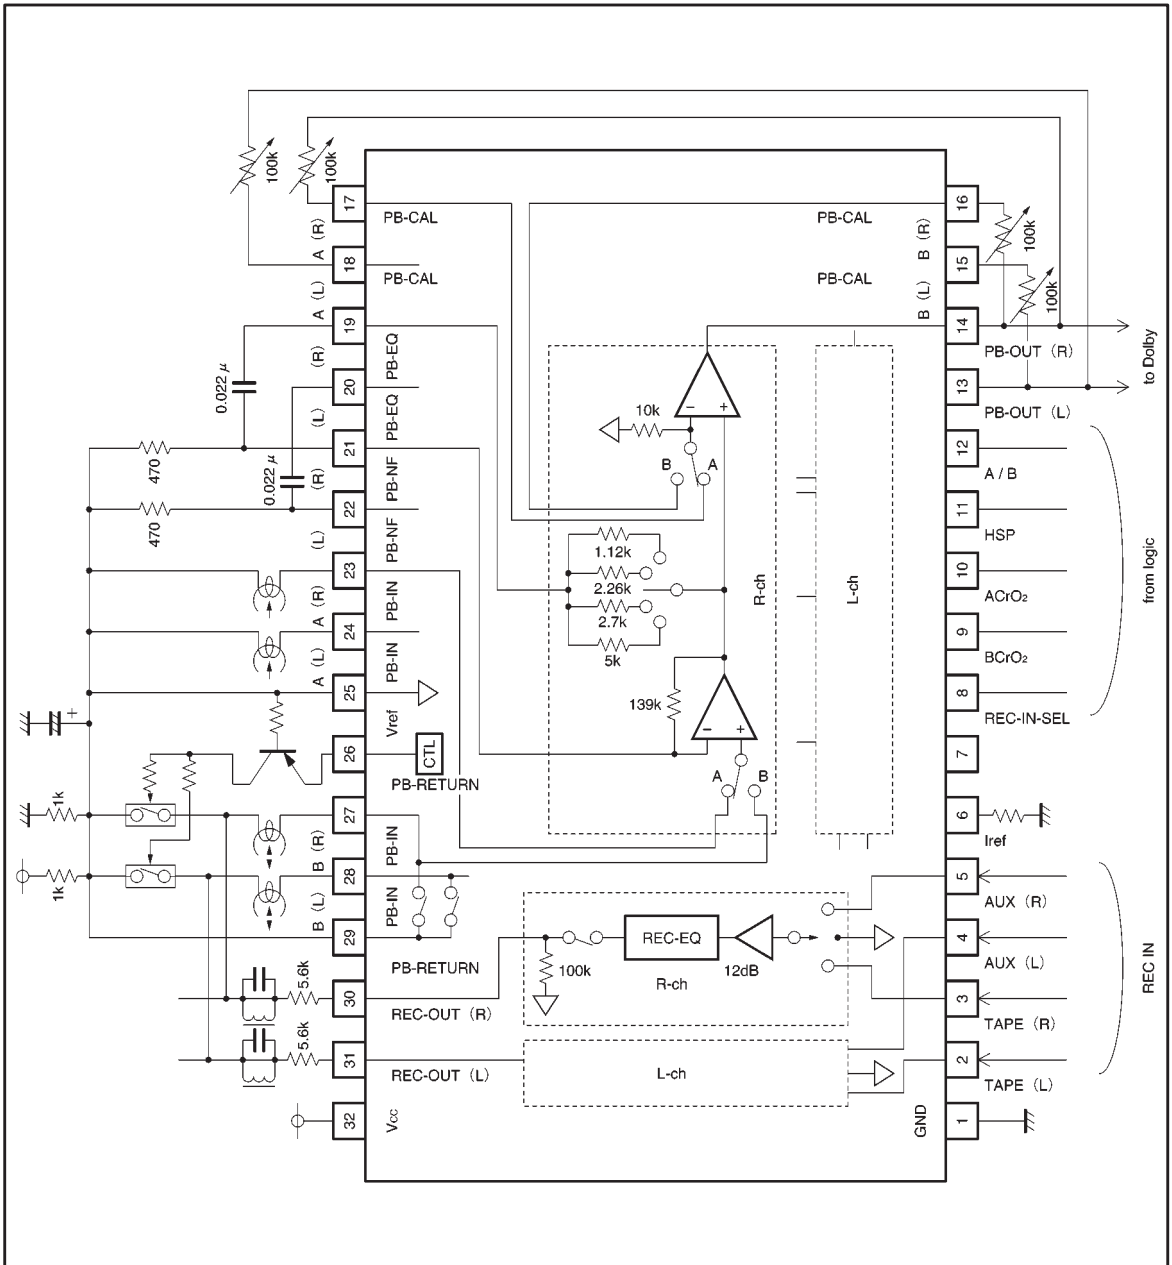 100k
100k
17
PB-CAL
A (R)
18
PB-CAL
A (L)
19
PB-EQ
(R)
0.022 μ
20
PB-EQ
(L)
21
470
0.022 μ
PB-NF
(R)
22
470
PB-NF
(L)
23
PB-IN
A (R)
24
PB-IN
A (L)
25
Vref
+
26
CTL
PB-RETURN
1k
27
PB-IN
B (R)
1k
28
PB-IN
B (L)
29
PB-RETURN
5.6k
30
REC-OUT (R)
5.6k
31
REC-OUT (L)
32
Vcc
10k
− +
B A
1.12k
2.26k
2.7k
5k
R-ch
L-ch
139k
− +
A B
REC-EQ
12dB
100k
R-ch
L-ch
16
PB-CAL
B (R)
100k
15
PB-CAL
B (L)
100k
14
PB-OUT (R)
to Dolby
13
PB-OUT (L)
12
A / B
11
HSP
10
ACrO₂
from logic
9
BCrO₂
8
REC-IN-SEL
7
6
Iref
5
AUX (R)
4
AUX (L)
REC IN
3
TAPE (R)
2
TAPE (L)
1
GND